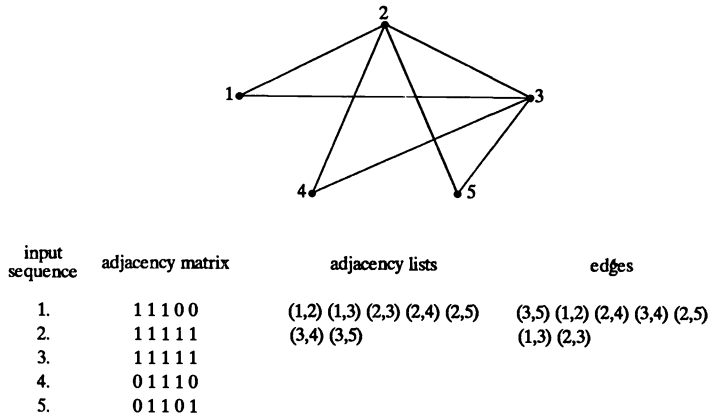 2
1
3
4
5
input sequence
adjacency matrix
adjacency lists
edges
1. 1 1 1 0 0 (1,2) (1,3) (2,3) (2,4) (2,5) (3,5) (1,2) (2,4) (3,4) (2,5)
2. 1 1 1 1 1 (3,4) (3,5) (1,3) (2,3)
3. 1 1 1 1 1
4. 0 1 1 1 0
5. 0 1 1 0 1